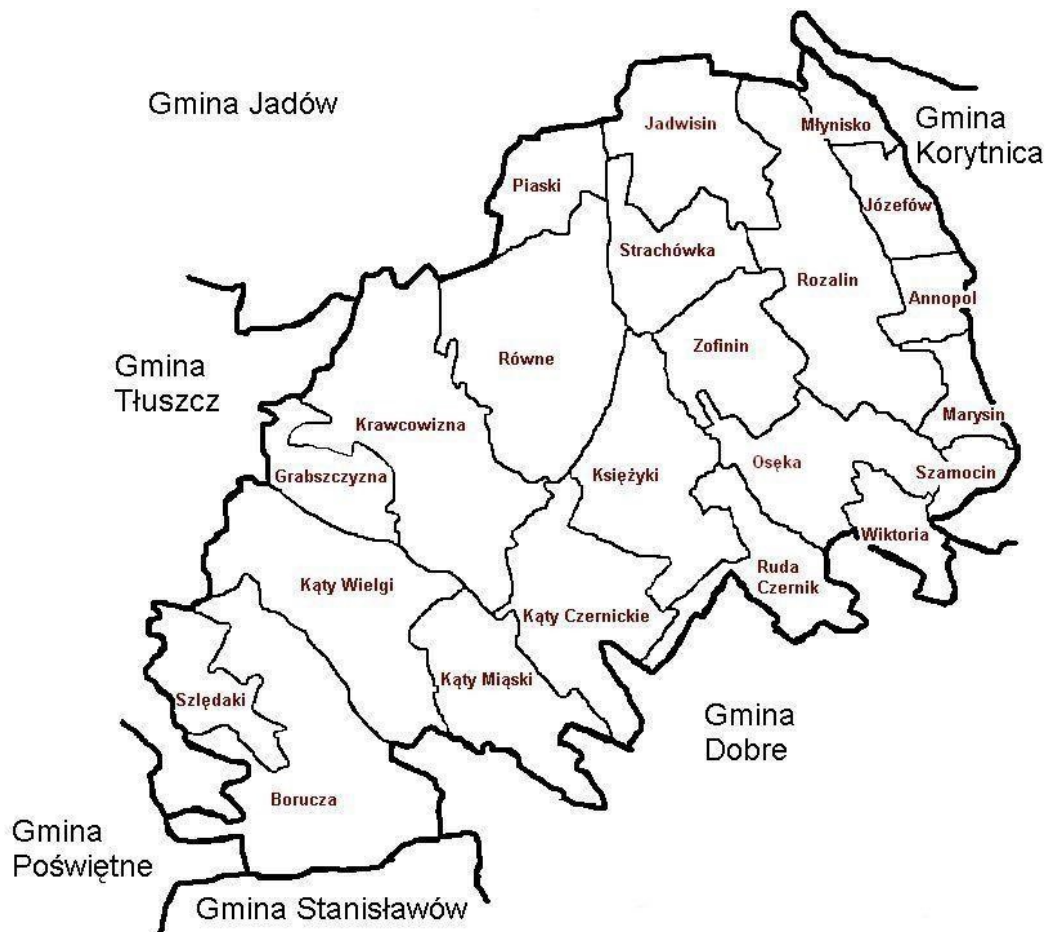 Gmina Jadów
Jadwisin
Młynisko
Gmina
Korytnica
Piaski
Józefów
Strachówka
Rozalin
Annopol
Zofinin
Równe
Gmina
Tłuszcz
Krawcowizna
Marysin
Grabszczyzna
Księżyki
Osęka
Szamocin
Wiktoria
Ruda
Czernik
Kąty Wielgi
Kąty Czernickie
Kąty Miąski
Szlędaki
Gmina
Dobre
Borucza
Gmina
Poświętne
Gmina Stanisławów